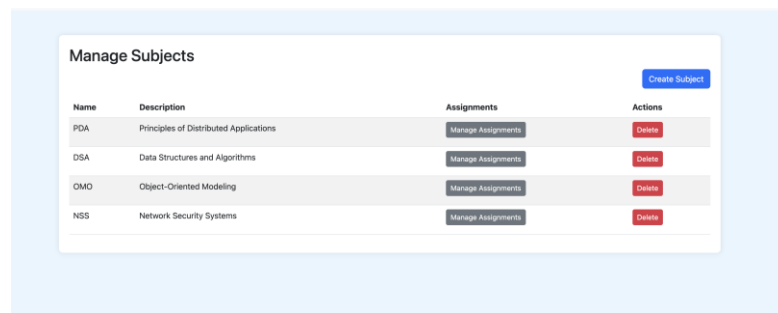 Manage Subjects
Create Subject
Name Description Assignments Actions
PDA Principles of Distributed Applications Manage Assignments Delete
DSA Data Structures and Algorithms Manage Assignments Delete
OMO Object-Oriented Modeling Manage Assignments Delete
NSS Network Security Systems Manage Assignments Delete